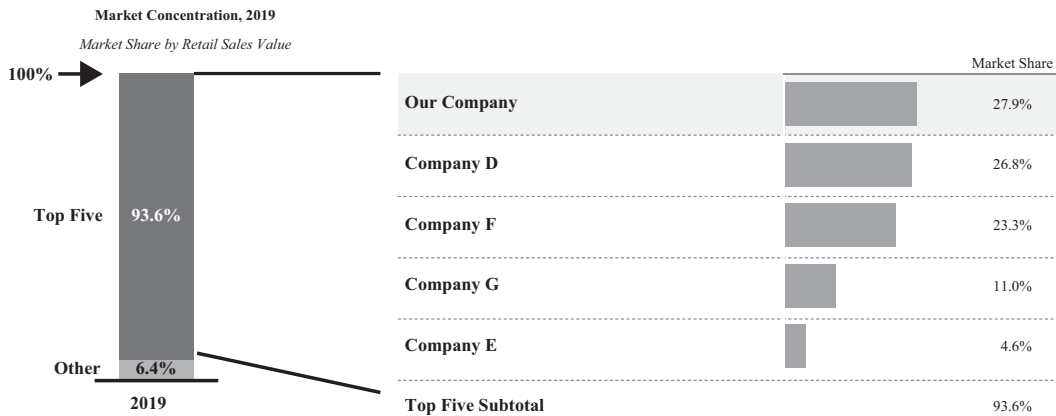 Market Concentration, 2019
Market Share by Retail Sales Value
100%
Top Five 93.6%
Other 6.4%
2019
Market Share
Our Company 27.9%
Company D 26.8%
Company F 23.3%
Company G 11.0%
Company E 4.6%
Top Five Subtotal 93.6%